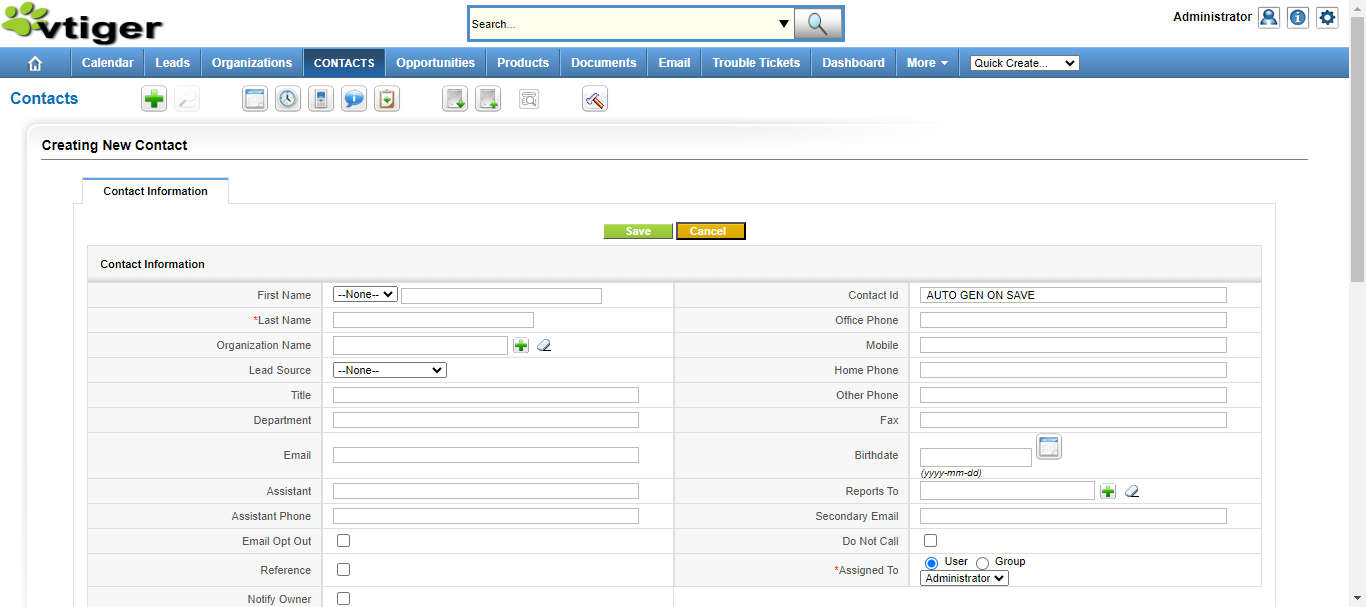 vtiger
Search...
Administrator
Calendar Leads Organizations CONTACTS Opportunities Products Documents Email Trouble Tickets Dashboard More Quick Create...
Contacts
Creating New Contact
Contact Information
Save Cancel
Contact Information
First Name --None-- Contact Id AUTO GEN ON SAVE
*Last Name Office Phone
Organization Name Mobile
Lead Source --None-- Home Phone
Title Other Phone
Department Fax
Email Birthdate
(yyyy-mm-dd)
Assistant Reports To
Assistant Phone Secondary Email
Email Opt Out Do Not Call
Reference *Assigned To User Group
Administrator
Notify Owner